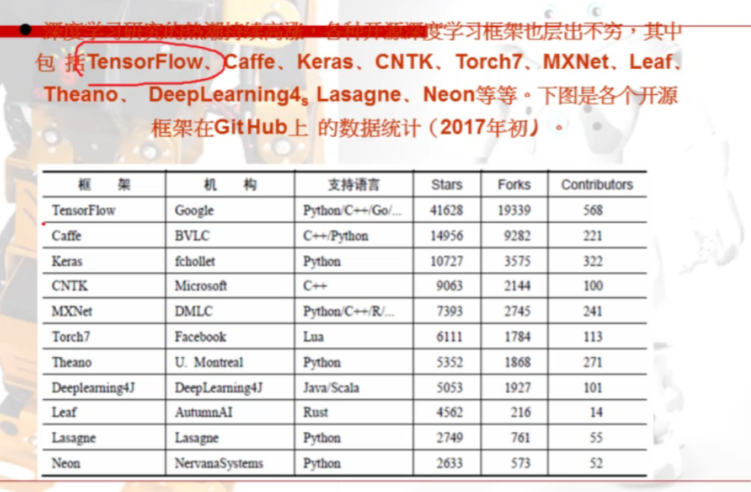 深度学习研究的热潮持续高涨，各种开源深度学习框架也层出不穷，其中
包 括TensorFlow、Caffe、Keras、CNTK、Torch7、MXNet、Leaf、
Theano、 DeepLearning4s Lasagne、Neon等等。下图是各个开源
框架在GitHub上 的数据统计（2017年初）。
框 架 机 构 支持语言 Stars Forks Contributors
TensorFlow Google Python/C++/Go/... 41628 19339 568
Caffe BVLC C++/Python 14956 9282 221
Keras fchollet Python 10727 3575 322
CNTK Microsoft C++ 9063 2144 100
MXNet DMLC Python/C++/R/... 7393 2745 241
Torch7 Facebook Lua 6111 1784 113
Theano U. Montreal Python 5352 1868 271
Deeplearning4J DeepLearning4J Java/Scala 5053 1927 101
Leaf AutumnAI Rust 4562 216 14
Lasagne Lasagne Python 2749 761 55
Neon NervanaSystems Python 2633 573 52